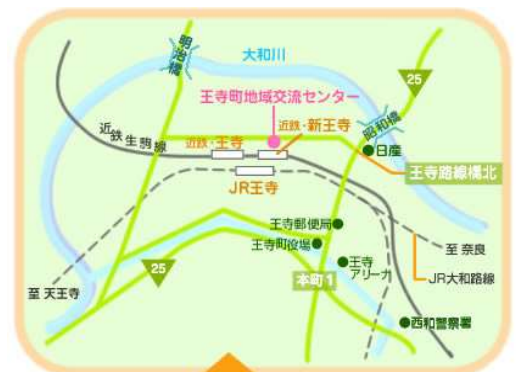 明治橋
大和川
25
王寺町地域交流センター
近鉄・新王寺
昭和橋
近鉄生駒線
近鉄・王寺
日産
王寺路線橋北
JR王寺
王寺郵便局
王寺町役場
至 奈良
王寺
アリーナ
25
本町1
JR大和路線
至 天王寺
西和警察署